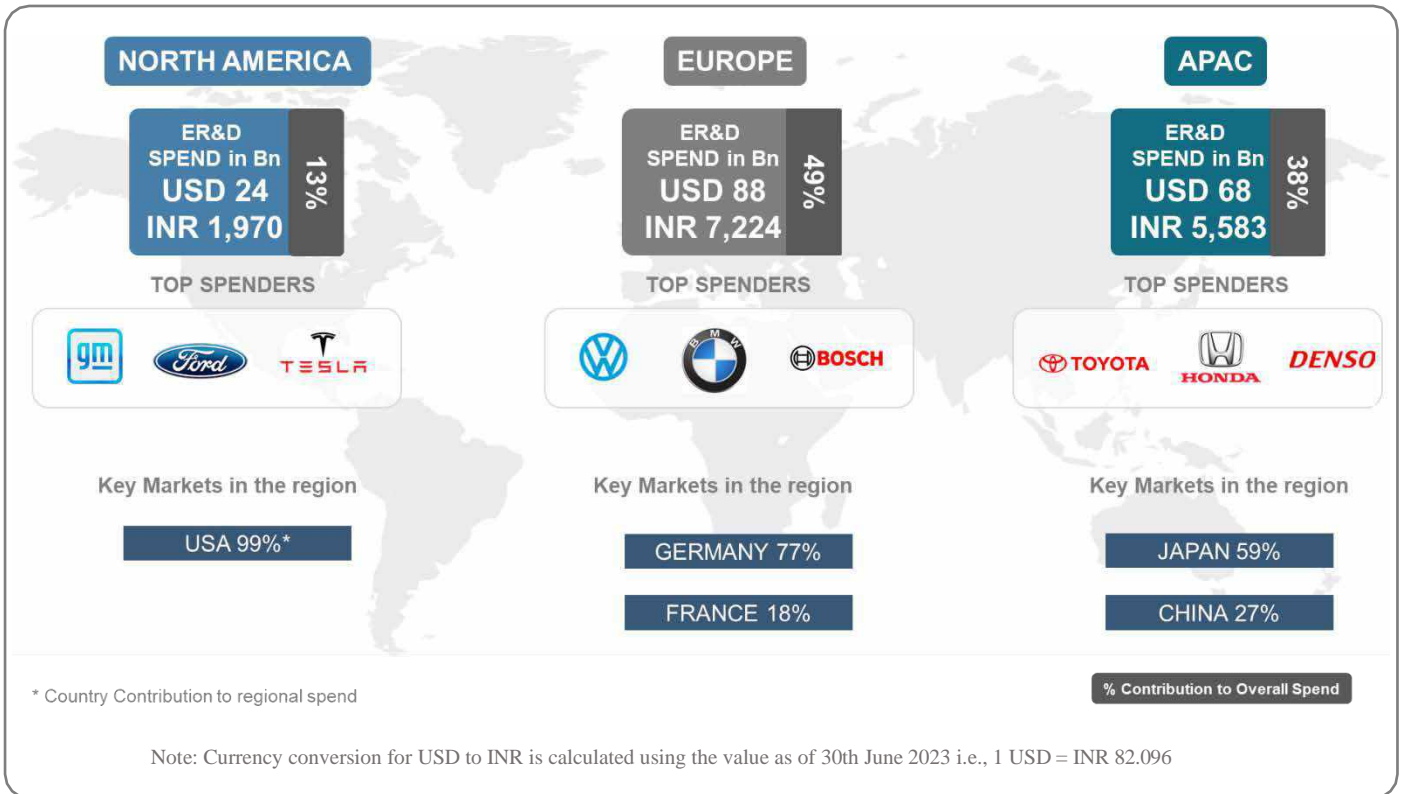 NORTH AMERICA
ER&D
SPEND in Bn
USD 24
INR 1,970
13%
TOP SPENDERS
gm
Ford
TESLA
Key Markets in the region
USA 99%*
EUROPE
ER&D
SPEND in Bn
USD 88
INR 7,224
49%
TOP SPENDERS
VW
BMW
BOSCH
Key Markets in the region
GERMANY 77%
FRANCE 18%
APAC
ER&D
SPEND in Bn
USD 68
INR 5,583
38%
TOP SPENDERS
TOYOTA
HONDA
DENSO
Key Markets in the region
JAPAN 59%
CHINA 27%
* Country Contribution to regional spend
% Contribution to Overall Spend
Note: Currency conversion for USD to INR is calculated using the value as of 30th June 2023 i.e., 1 USD = INR 82.096